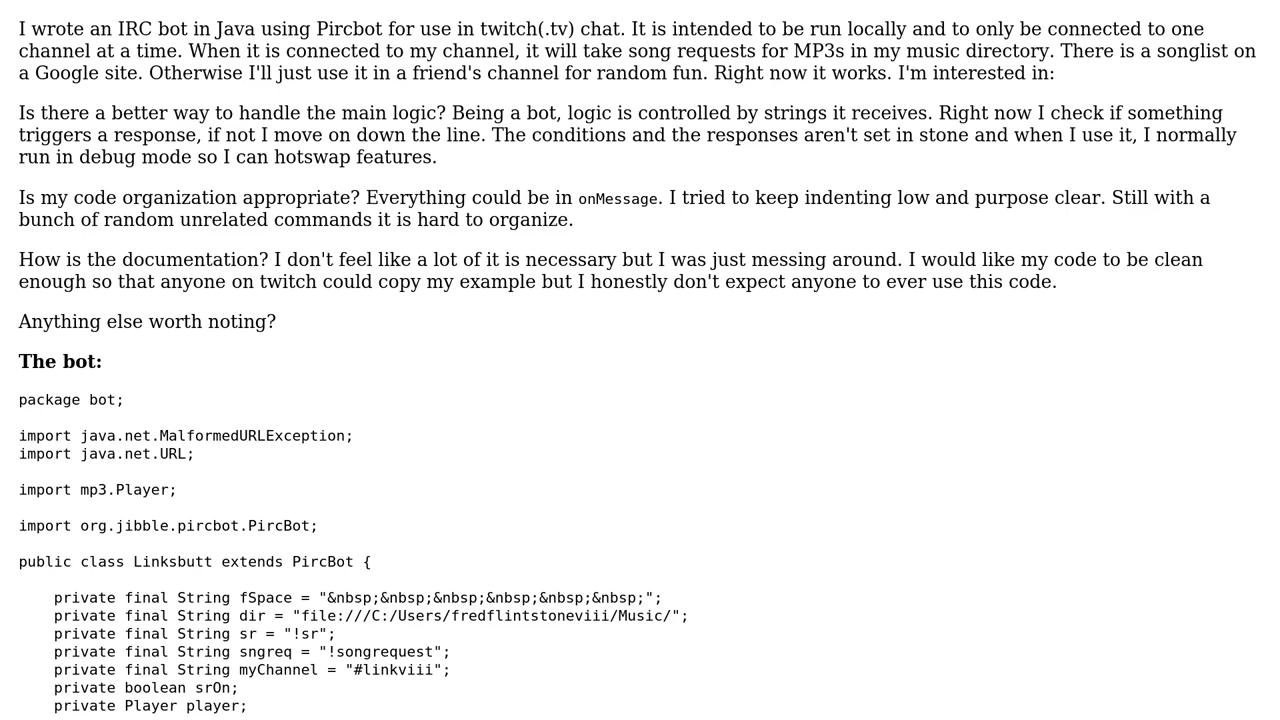 I wrote an IRC bot in Java using Pircbot for use in twitch(.tv) chat. It is intended to be run locally and to only be connected to one
channel at a time. When it is connected to my channel, it will take song requests for MP3s in my music directory. There is a songlist on
a Google site. Otherwise I'll just use it in a friend's channel for random fun. Right now it works. I'm interested in:
Is there a better way to handle the main logic? Being a bot, logic is controlled by strings it receives. Right now I check if something
triggers a response, if not I move on down the line. The conditions and the responses aren't set in stone and when I use it, I normally
run in debug mode so I can hotswap features.
Is my code organization appropriate? Everything could be in onMessage. I tried to keep indenting low and purpose clear. Still with a
bunch of random unrelated commands it is hard to organize.
How is the documentation? I don't feel like a lot of it is necessary but I was just messing around. I would like my code to be clean
enough so that anyone on twitch could copy my example but I honestly don't expect anyone to ever use this code.
Anything else worth noting?
The bot:
package bot;
import java.net.MalformedURLException;
import java.net.URL;
import mp3.Player;
import org.jibble.pircbot.PircBot;
public class Linksbutt extends PircBot {
    private final String fSpace = "&nbsp;&nbsp;&nbsp;&nbsp;&nbsp;&nbsp;";
    private final String dir = "file:///C:/Users/fredflintstoneviii/Music/";
    private final String sr = "!sr";
    private final String sngreq = "!songrequest";
    private final String myChannel = "#linkviii";
    private boolean srOn;
    private Player player;